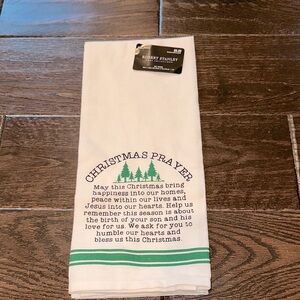 ROBERT STANLEY
CHRISTMAS PRAYER
May this Christmas bring
happiness into our homes,
peace within our lives and
Jesus into our hearts. Help us
remember this season is about
the birth of your son and his
love for us. We ask for you to
humble our hearts and
bless us this Christmas.